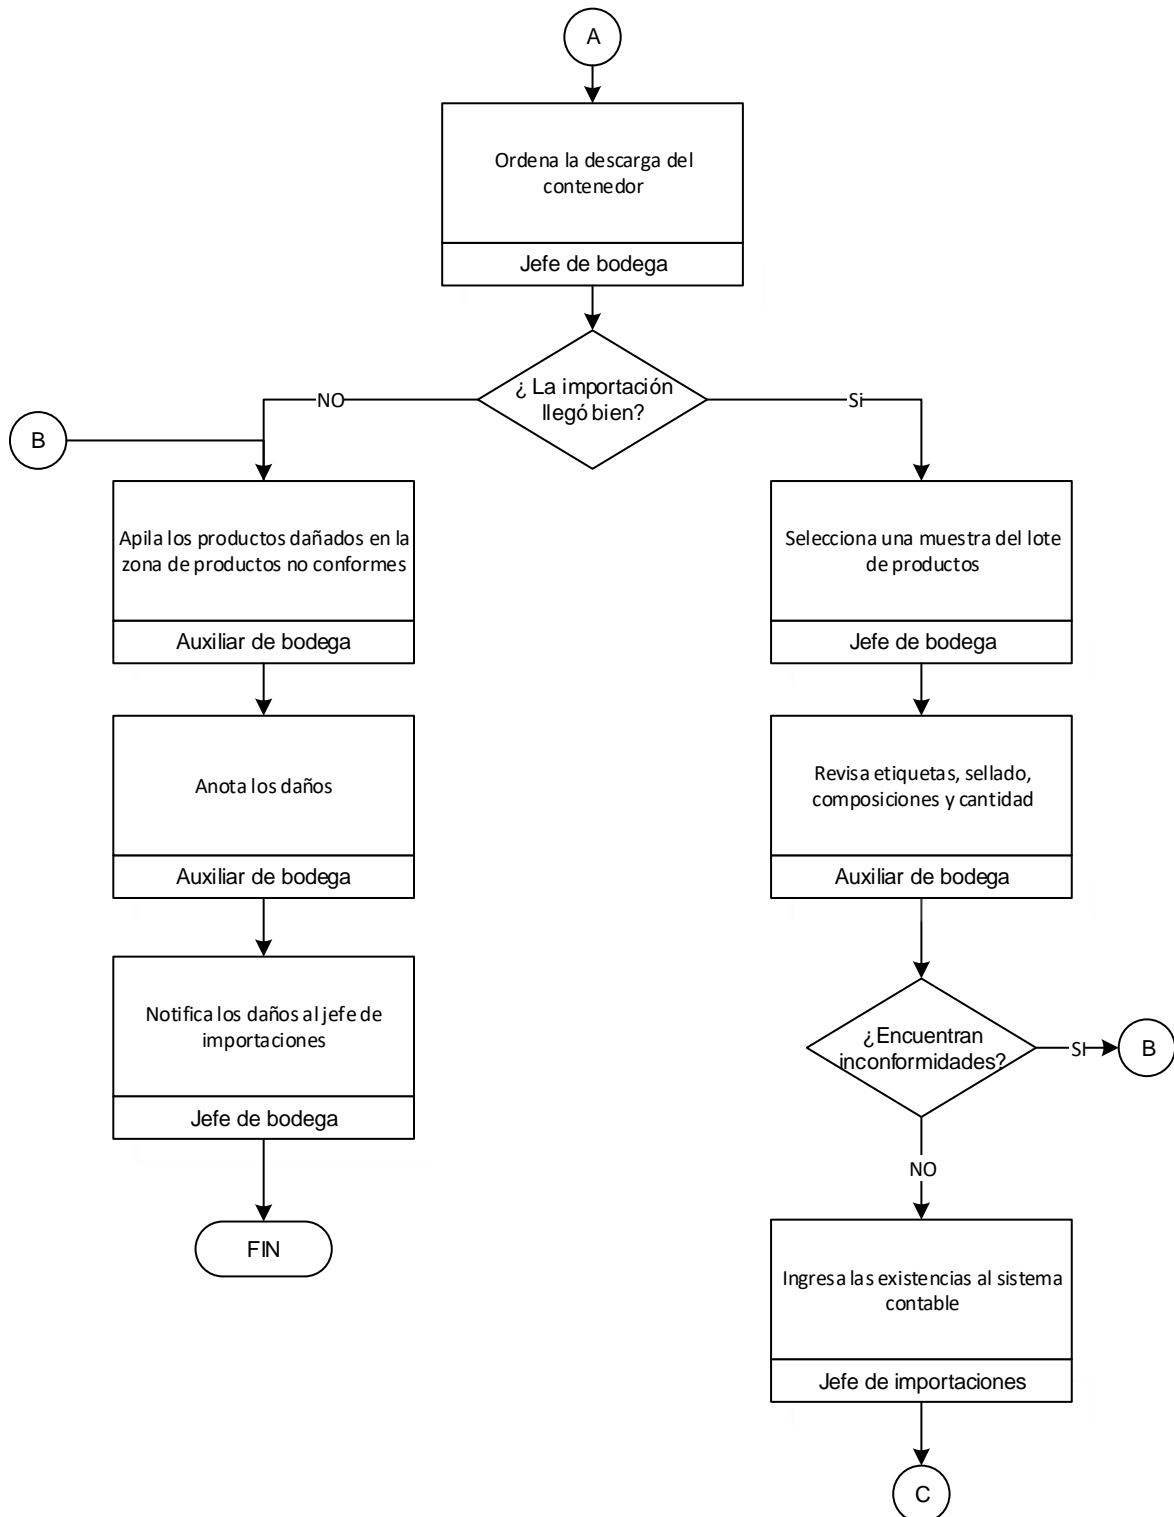 A
Ordena la descarga del
contenedor
Jefe de bodega
¿ La importación
llegó bien?
NO
Si
B
Apila los productos dañados en la
zona de productos no conformes
Auxiliar de bodega
Selecciona una muestra del lote
de productos
Jefe de bodega
Anota los daños
Auxiliar de bodega
Revisa etiquetas, sellado,
composiciones y cantidad
Auxiliar de bodega
Notifica los daños al jefe de
importaciones
Jefe de bodega
¿Encuentran
inconformidades?
SI
B
NO
FIN
Ingresa las existencias al sistema
contable
Jefe de importaciones
C